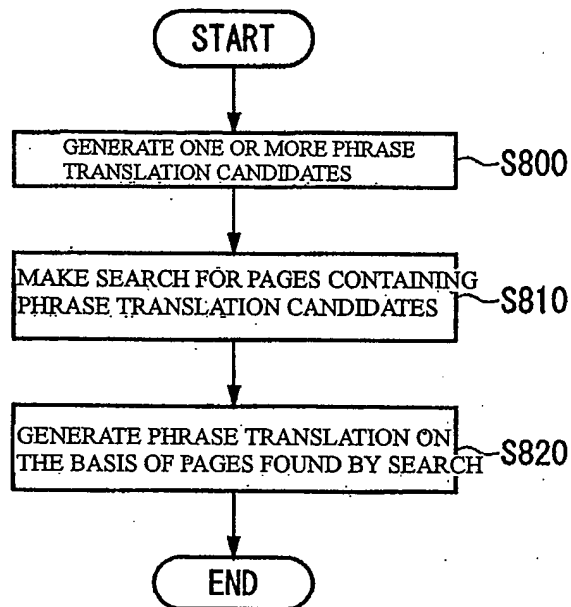 START
GENERATE ONE OR MORE PHRASE
TRANSLATION CANDIDATES
S800
MAKE SEARCH FOR PAGES CONTAINING
PHRASE TRANSLATION CANDIDATES
S810
GENERATE PHRASE TRANSLATION ON
THE BASIS OF PAGES FOUND BY SEARCH
S820
END